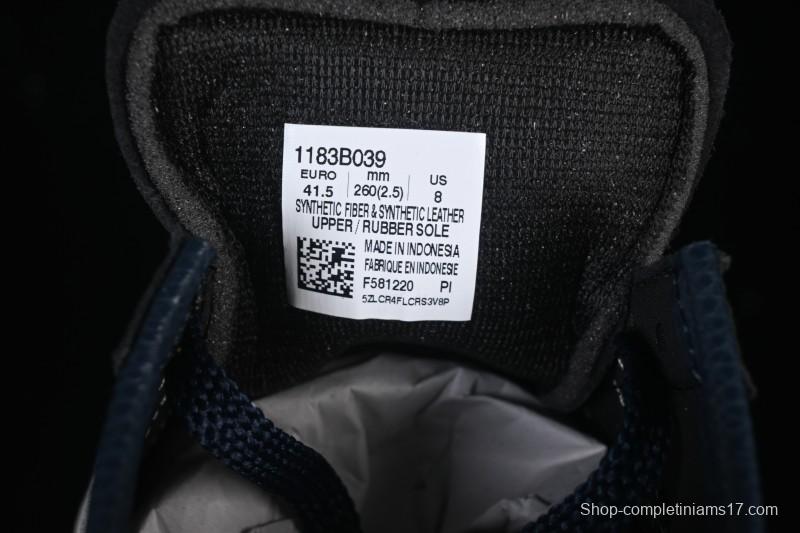 1183B039
EURO mm US
41.5 260(2.5) 8
SYNTHETIC FIBER & SYNTHETIC LEATHER
UPPER / RUBBER SOLE
MADE IN INDONESIA
FABRIQUE EN INDONESIE
F581220 PI
5ZLCR4FLCRS3V8P
Shop-completiniams17.com